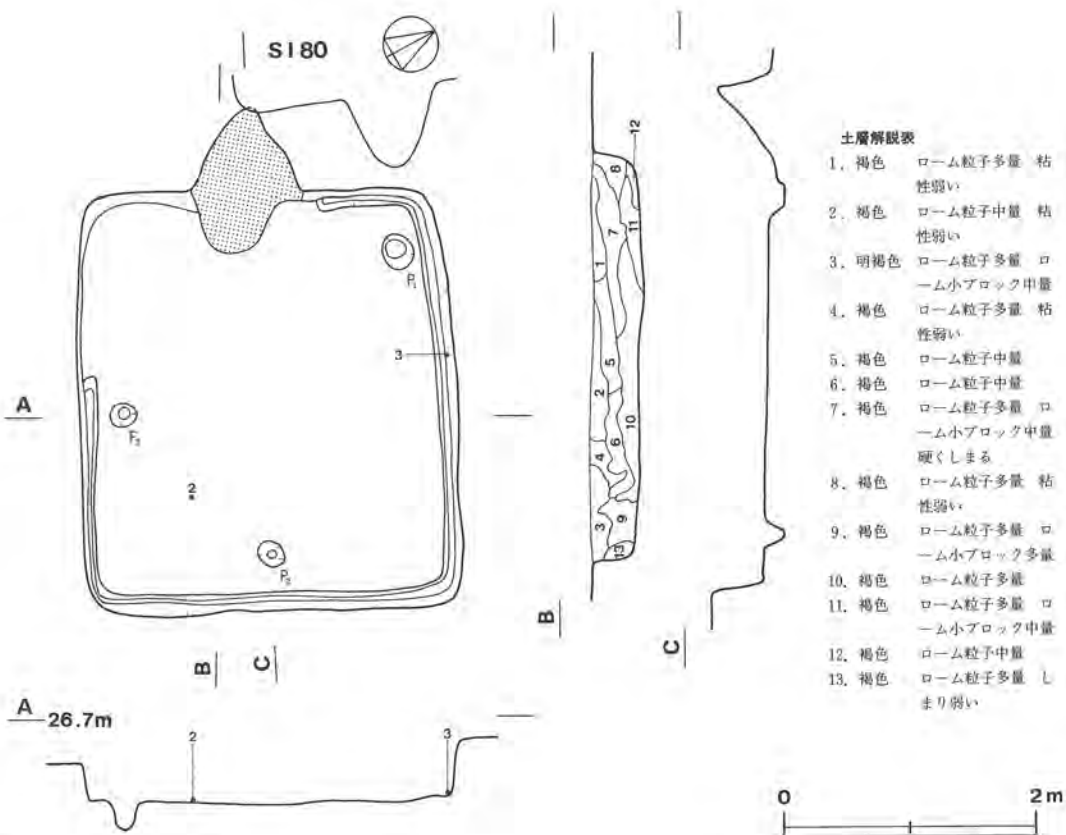 SI80
土層解説表
1. 褐色 ローム粒子多量 粘
性弱い
2. 褐色 ローム粒子中量 粘
性弱い
3. 明褐色 ローム粒子多量 ロ
ーム小ブロック中量
4. 褐色 ローム粒子多量 粘
性弱い
5. 褐色 ローム粒子中量
6. 褐色 ローム粒子中量
7. 褐色 ローム粒子多量 ロ
ーム小ブロック中量
硬くしまる
8. 褐色 ローム粒子多量 粘
性弱い
9. 褐色 ローム粒子多量 ロ
ーム小ブロック多量
10. 褐色 ローム粒子多量
11. 褐色 ローム粒子多量 ロ
ーム小ブロック中量
12. 褐色 ローム粒子中量
13. 褐色 ローム粒子多量 し
まり弱い
P₁
3
A
2
B
C
12
8
7
11
1
5
2
10
6
4
3
9
13
B
C
A 26.7m
2
3
0
2m